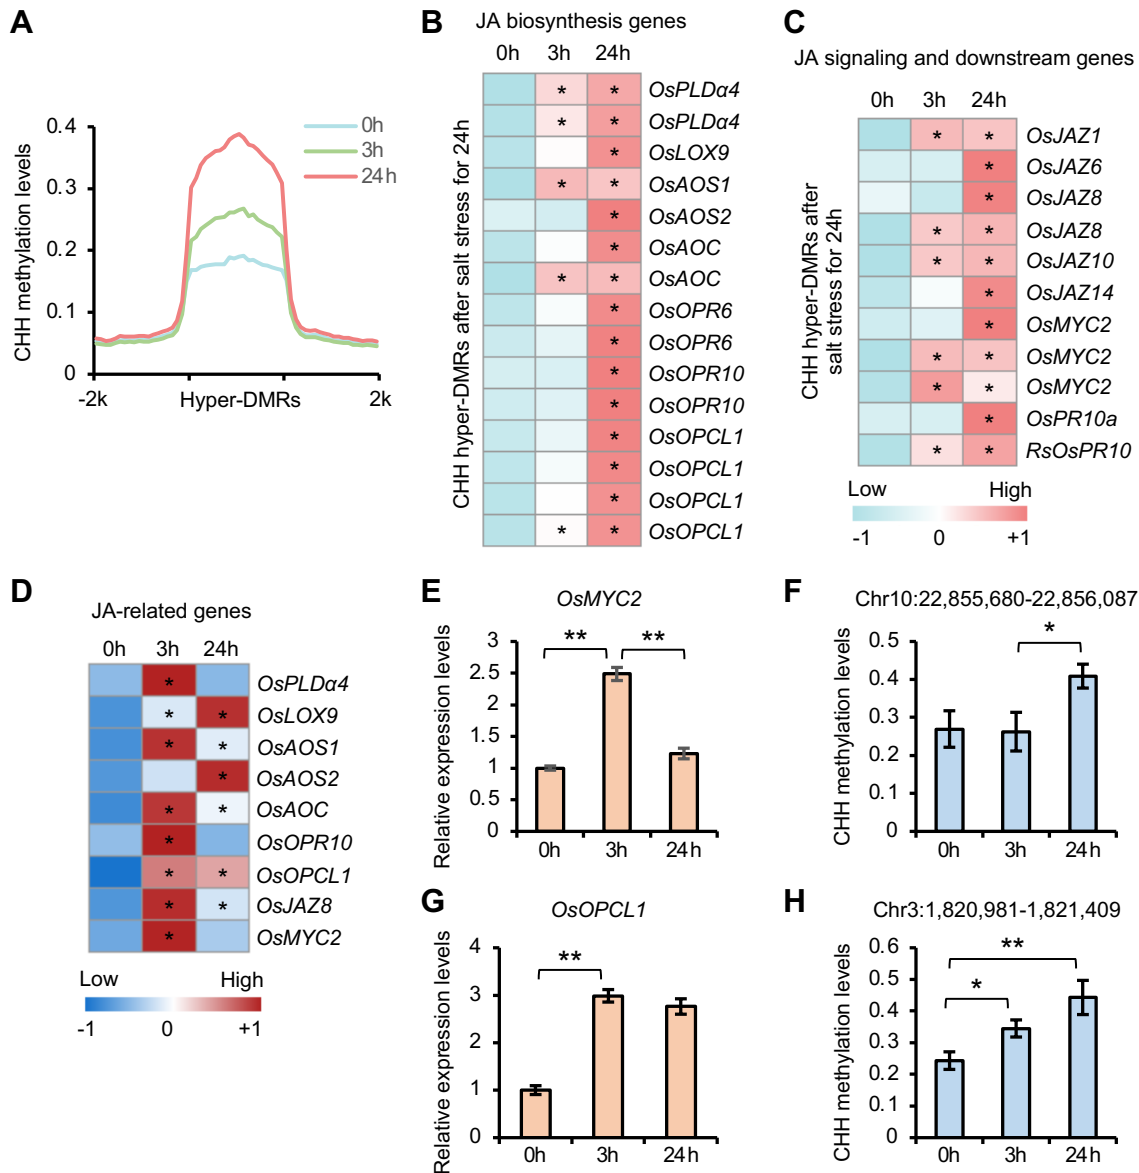 A
0h
3h
24h
CHH methylation levels
0.4
0.3
0.2
0.1
0
-2k
Hyper-DMRs
2k
B
JA biosynthesis genes
0h 3h 24h
CHH hyper-DMRs after salt stress for 24h
* * OsPLDα4
* * OsPLDα4
* OsLOX9
* * OsAOS1
* OsAOS2
* OsAOC
* * OsAOC
* OsOPR6
* OsOPR6
* OsOPR10
* OsOPR10
* OsOPCL1
* OsOPCL1
* OsOPCL1
* * OsOPCL1
C
JA signaling and downstream genes
0h 3h 24h
CHH hyper-DMRs after
salt stress for 24h
* * OsJAZ1
* OsJAZ6
* OsJAZ8
* * OsJAZ8
* * OsJAZ10
* OsJAZ14
* OsMYC2
* * OsMYC2
* * OsMYC2
* OsPR10a
* * RsOsPR10
Low High
-1 0 +1
D
JA-related genes
0h 3h 24h
* OsPLDα4
* * OsLOX9
* * OsAOS1
* OsAOS2
* * OsAOC
* OsOPR10
* * OsOPCL1
* * OsJAZ8
* OsMYC2
Low High
-1 0 +1
E
OsMYC2
Relative expression levels
3
2.5
2
1.5
1
0.5
0
** **
0h 3h 24h
F
Chr10:22,855,680-22,856,087
CHH methylation levels
0.5
0.4
0.3
0.2
0.1
0
*
0h 3h 24h
G
OsOPCL1
Relative expression levels
4
3
2
1
0
**
0h 3h 24h
H
Chr3:1,820,981-1,821,409
CHH methylation levels
0.6
0.5
0.4
0.3
0.2
0.1
0
**
*
0h 3h 24h